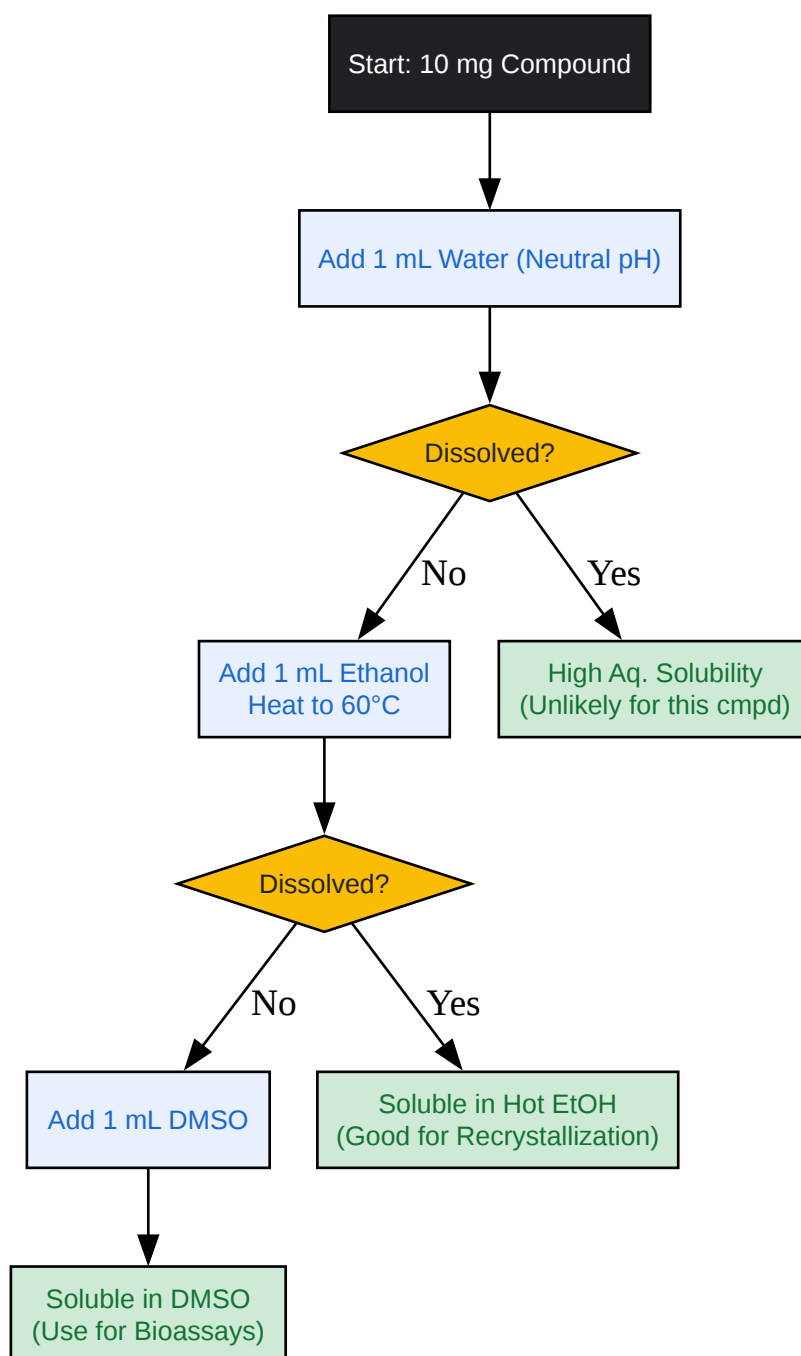 Start: 10 mg Compound
Add 1 mL Water (Neutral pH)
Dissolved?
No
Yes
Add 1 mL Ethanol
Heat to 60°C
High Aq. Solubility
(Unlikely for this cmpd)
Dissolved?
No
Yes
Add 1 mL DMSO
Soluble in Hot EtOH
(Good for Recrystallization)
Soluble in DMSO
(Use for Bioassays)